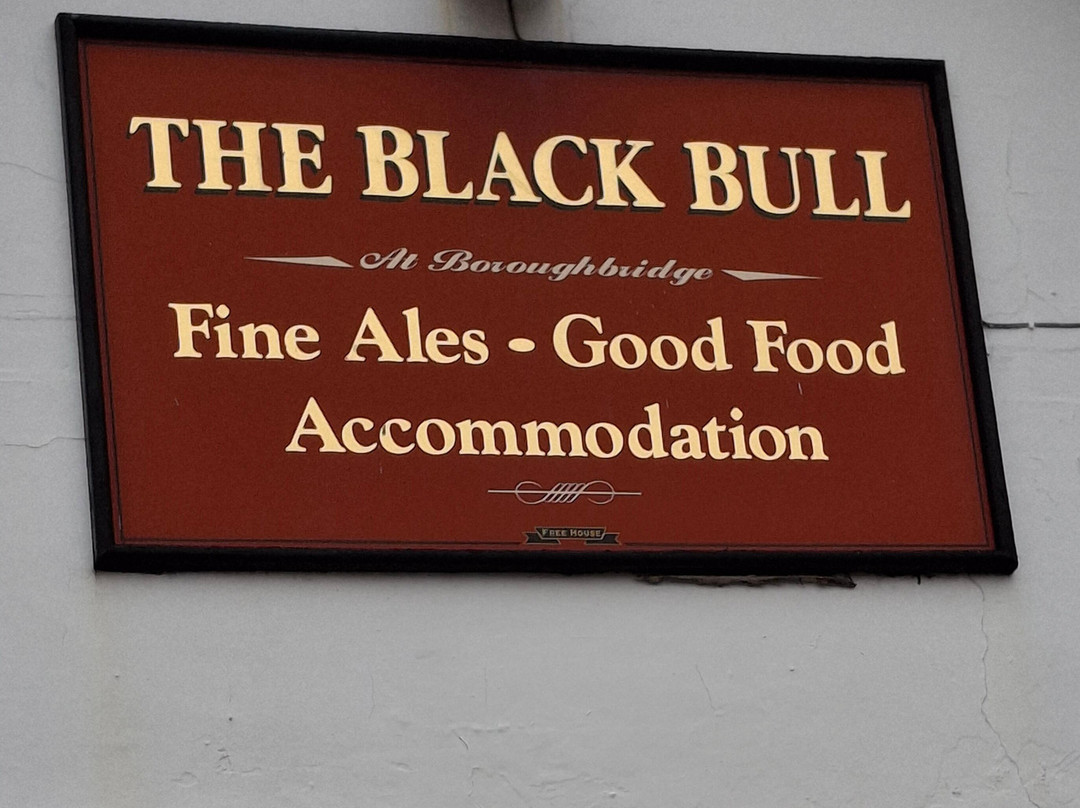 THE BLACK BULL
At Boroughbridge
Fine Ales - Good Food
Accommodation
FREE HOUSE